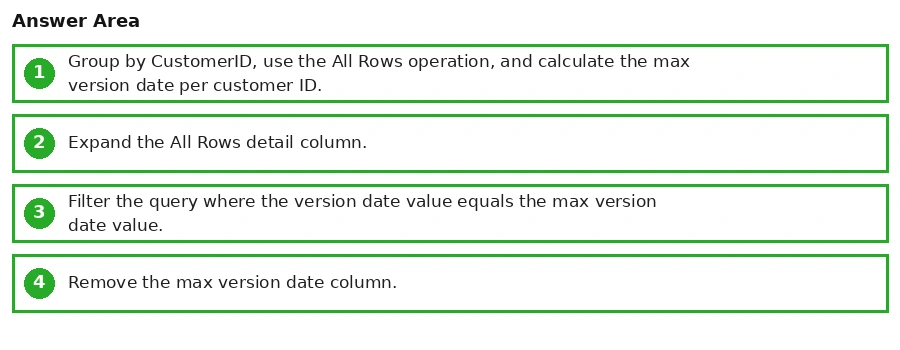 Answer Area
1 Group by CustomerID, use the All Rows operation, and calculate the max
version date per customer ID.
2 Expand the All Rows detail column.
3 Filter the query where the version date value equals the max version
date value.
4 Remove the max version date column.